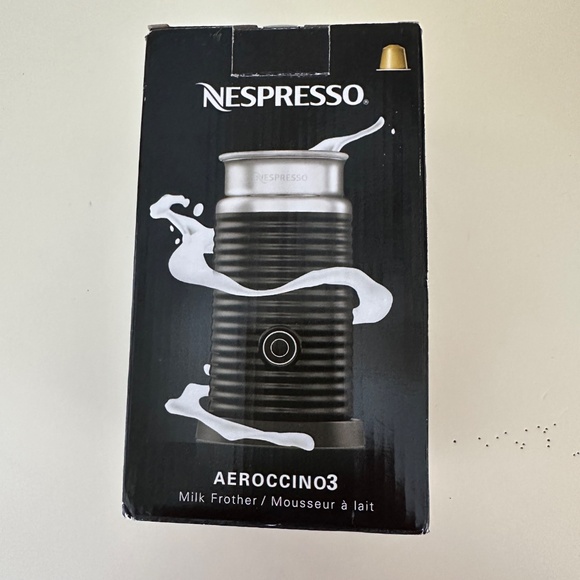 NESPRESSO®
NESPRESSO
AEROCCINO3
Milk Frother / Mousseur à lait